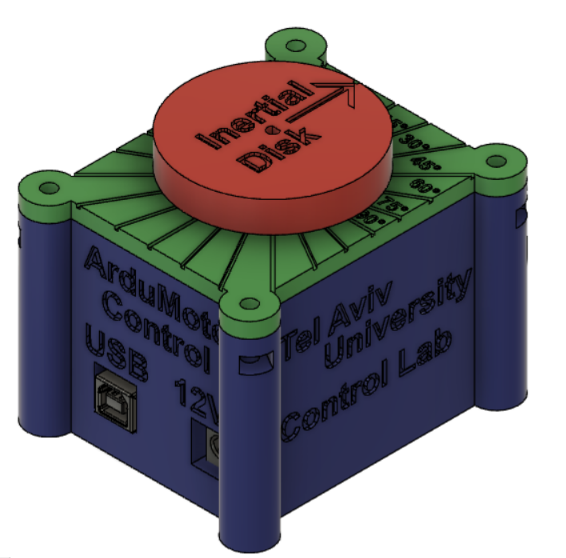 Inertial
Disk
30°
45°
60°
75°
90°
ArduMoto
Control
USB
12V
Tel Aviv
University
Control Lab